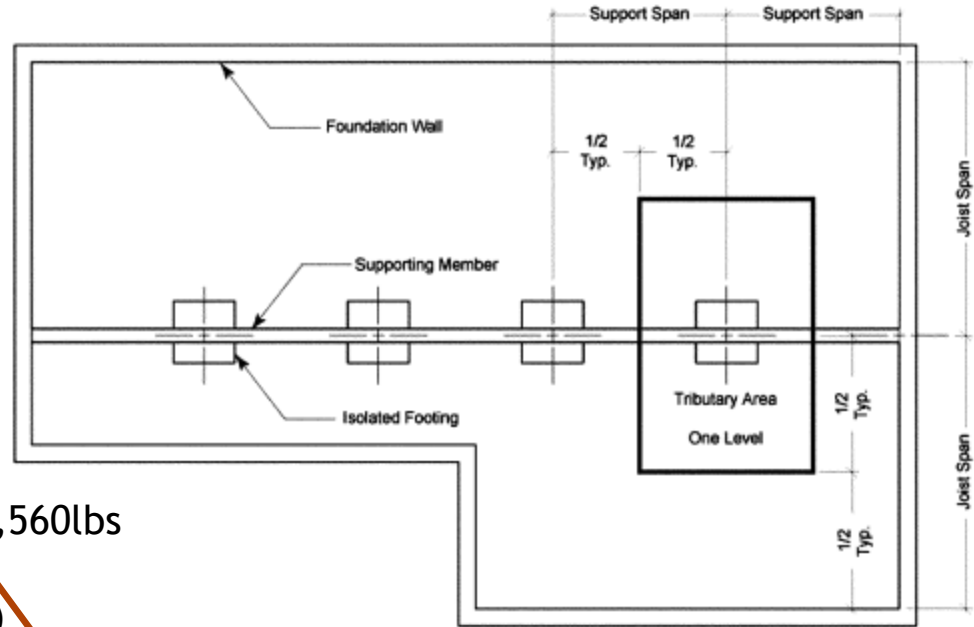 Support Span
Support Span
Foundation Wall
1/2
Typ.
1/2
Typ.
Joist Span
Supporting Member
Isolated Footing
Tributary Area
One Level
1/2
Typ.
1/2
Typ.
Joist Span
,560lbs
)